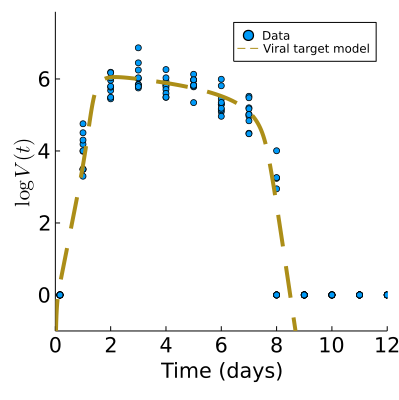 Data
Viral target model
log V(t)
6
4
2
0
0 2 4 6 8 10 12
Time (days)